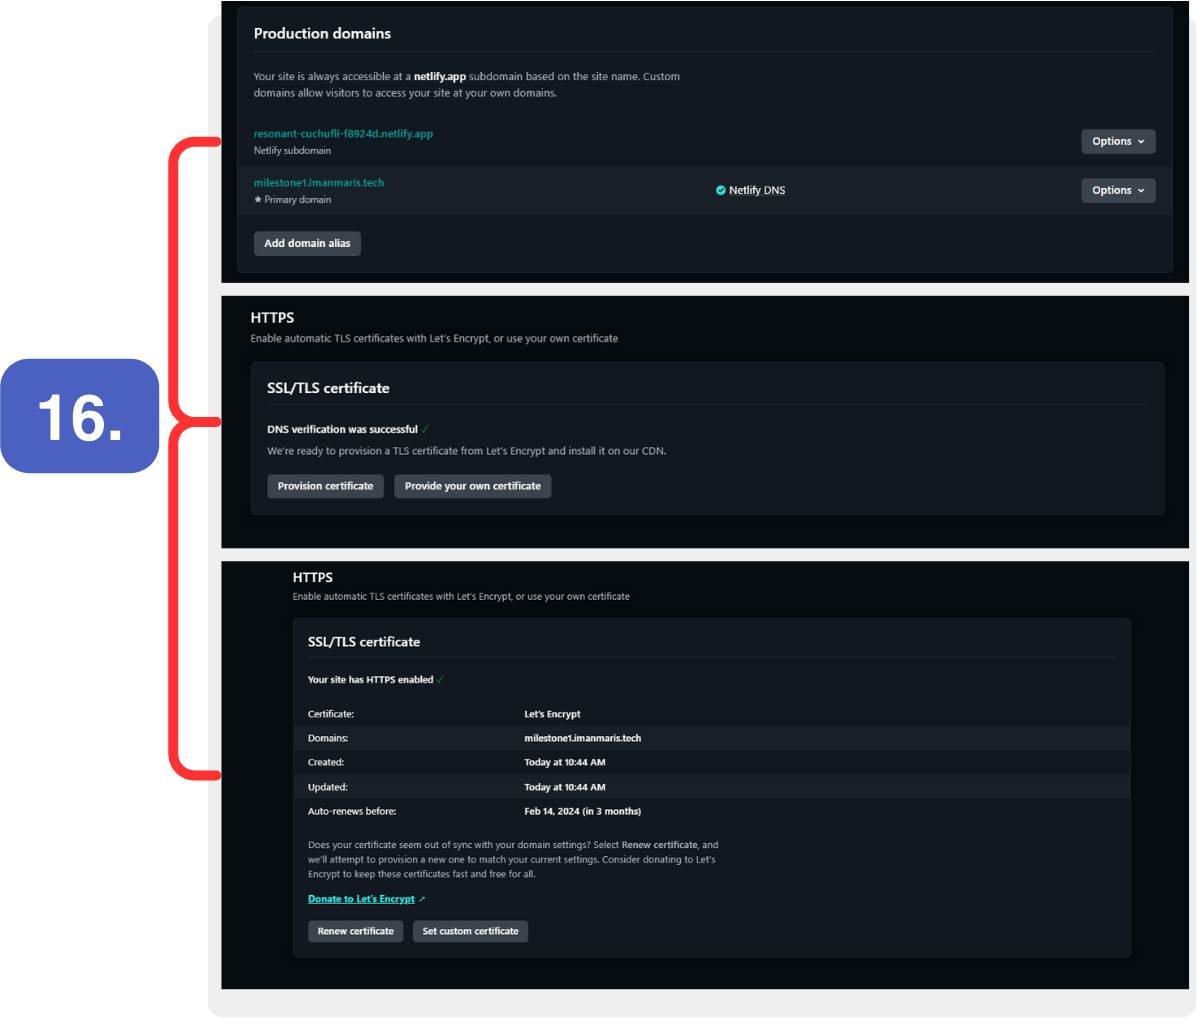 Production domains
Your site is always accessible at a netlify.app subdomain based on the site name. Custom
domains allow visitors to access your site at your own domains.
resonant-cuchufli-f8924d.netlify.app
Netlify subdomain
Options
milestone1.imanmaris.tech
★ Primary domain
Netlify DNS
Options
Add domain alias
16.
HTTPS
Enable automatic TLS certificates with Let's Encrypt, or use your own certificate
SSL/TLS certificate
DNS verification was successful ✓
We're ready to provision a TLS certificate from Let's Encrypt and install it on our CDN.
Provision certificate
Provide your own certificate
HTTPS
Enable automatic TLS certificates with Let's Encrypt, or use your own certificate
SSL/TLS certificate
Your site has HTTPS enabled ✓
Certificate: Let's Encrypt
Domains: milestone1.imanmaris.tech
Created: Today at 10:44 AM
Updated: Today at 10:44 AM
Auto-renews before: Feb 14, 2024 (in 3 months)
Does your certificate seem out of sync with your domain settings? Select Renew certificate, and
we'll attempt to provision a new one to match your current settings. Consider donating to Let's
Encrypt to keep these certificates fast and free for all.
Donate to Let's Encrypt ↗
Renew certificate
Set custom certificate